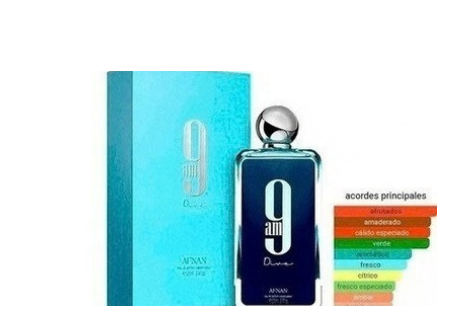 9
am
Dive
AFNAN
9
am
Dive
AFNAN
acordes principales
afrutados
amaderado
cálido especiado
verde
aromático
fresco
cítrico
fresco especiado
ambar